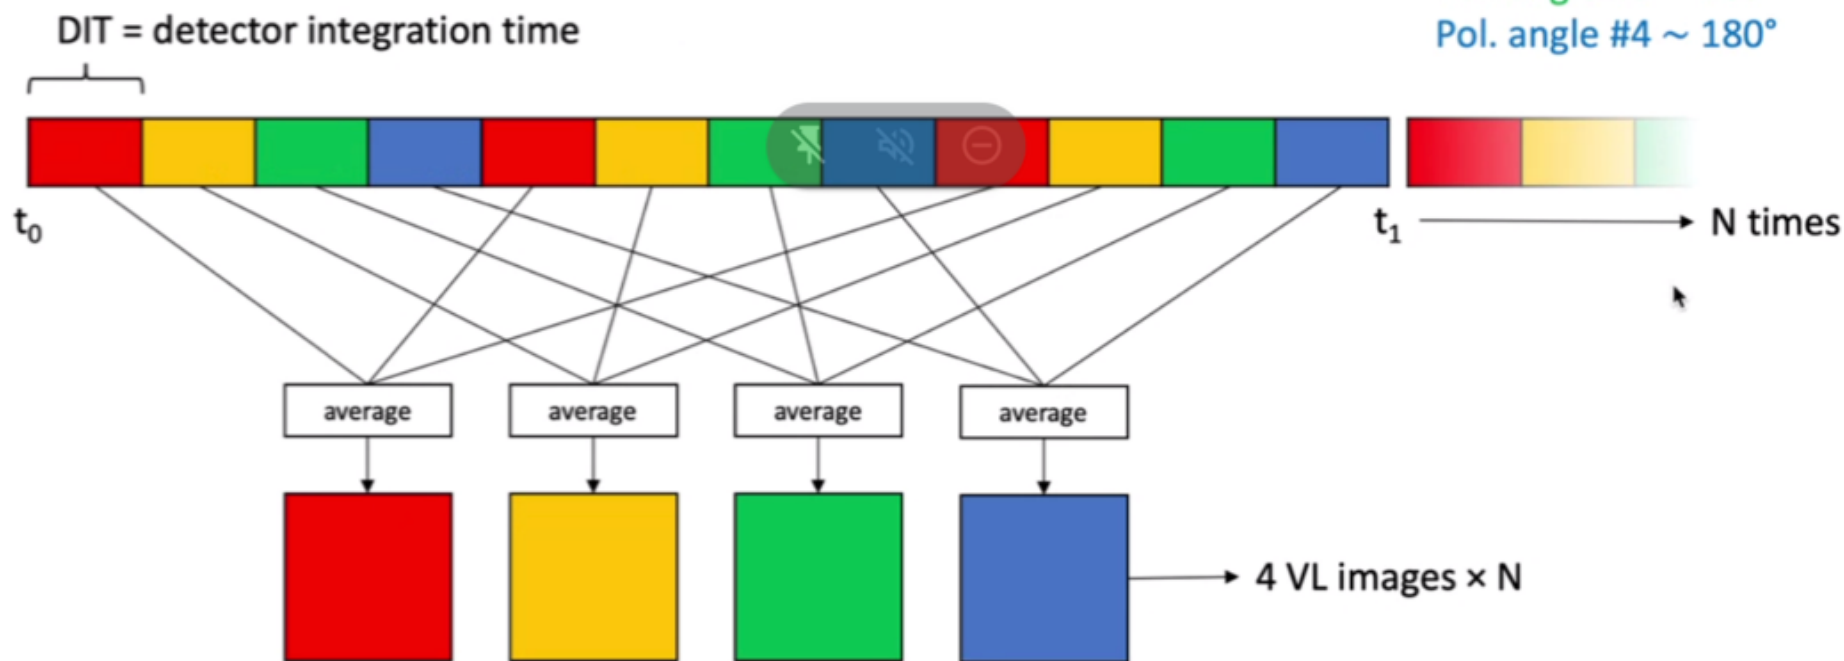 DIT = detector integration time
Pol. angle #4 ~ 180°
t₀
t₁
N times
average
average
average
average
4 VL images × N